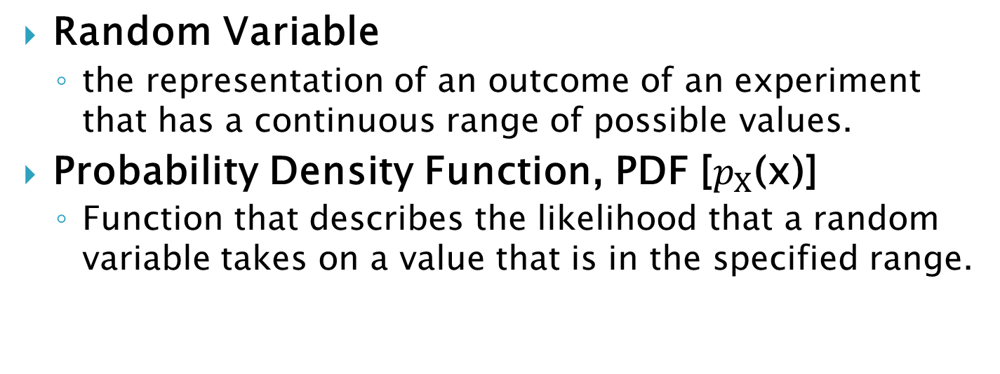 Random Variable
the representation of an outcome of an experiment
that has a continuous range of possible values.
Probability Density Function, PDF [pX(x)]
Function that describes the likelihood that a random
variable takes on a value that is in the specified range.